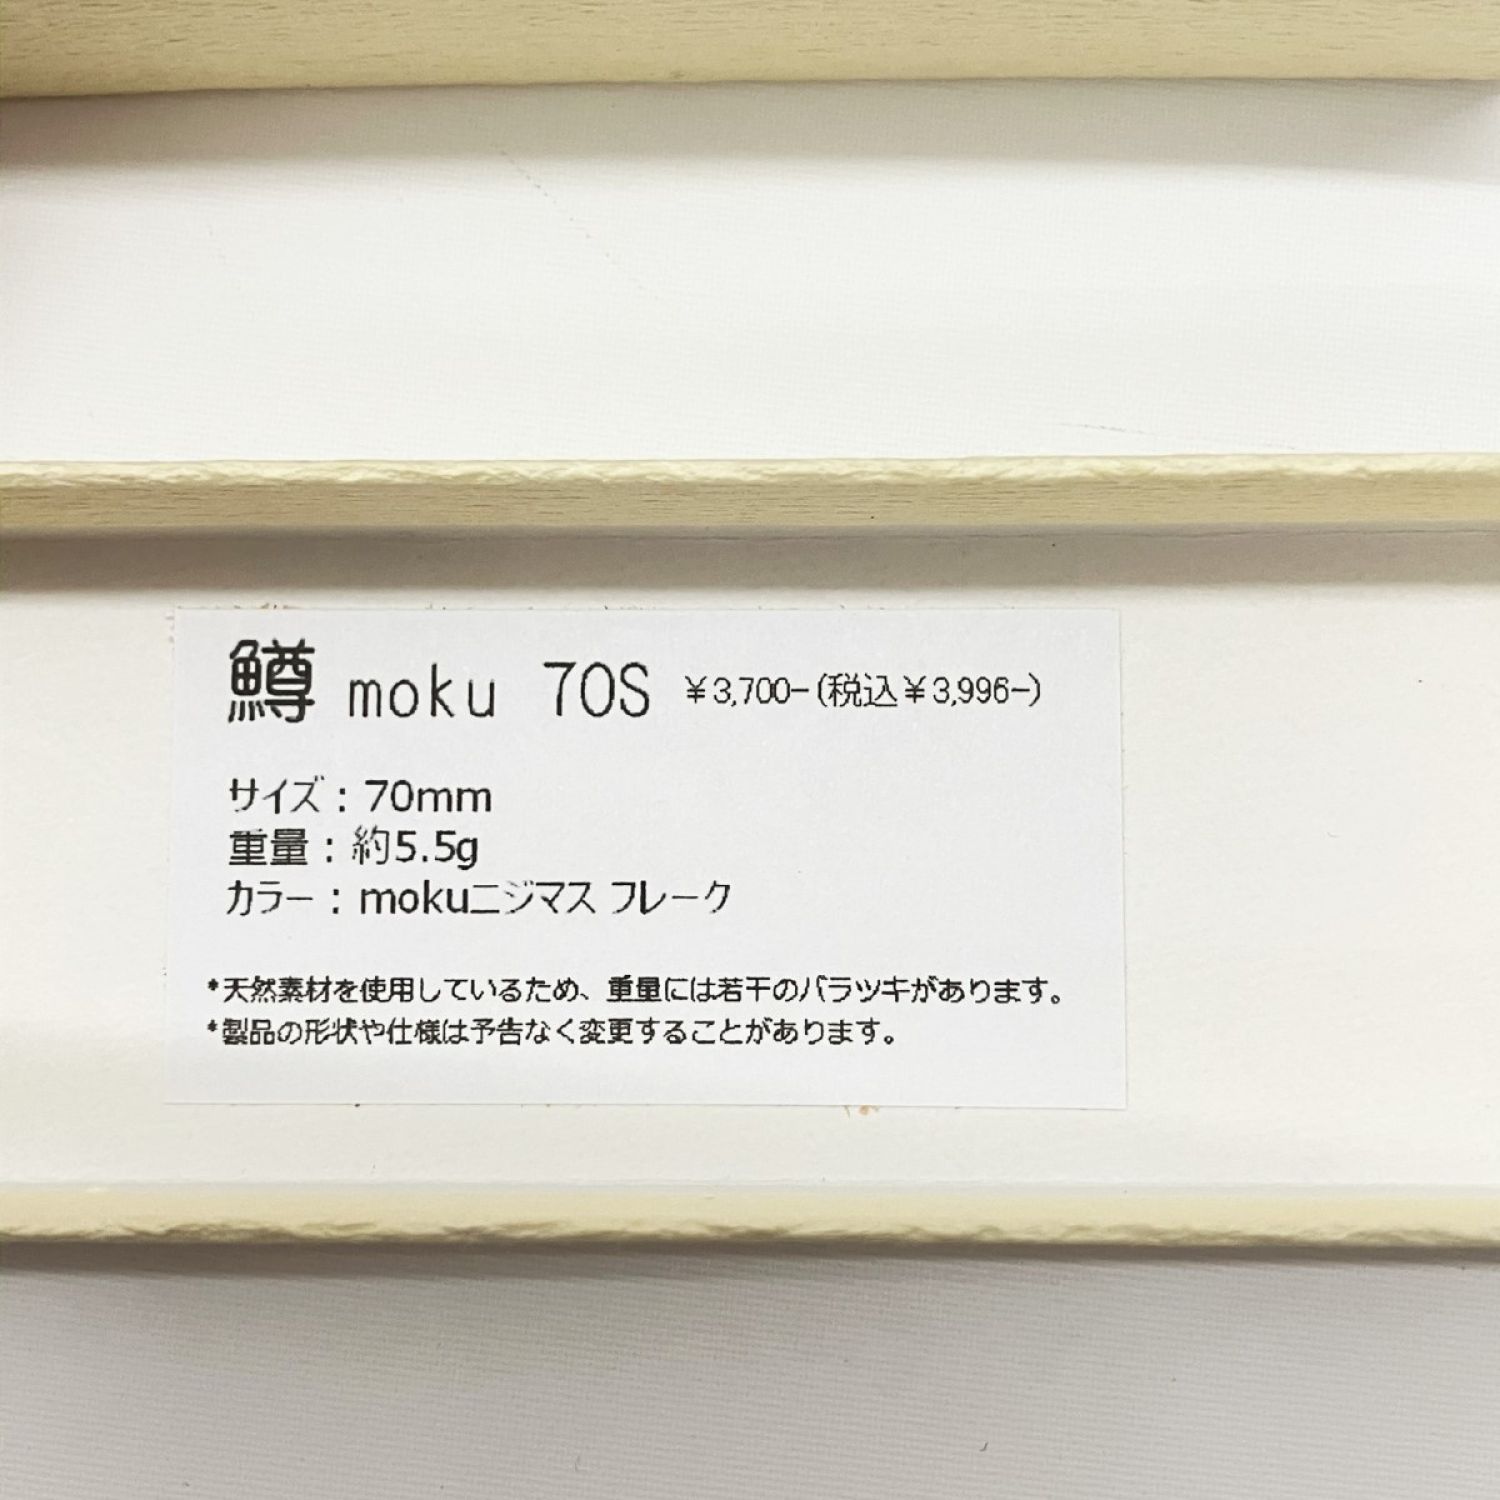 鱒 moku 70S ¥3,700-(税込¥3,996-)
サイズ：70mm
重量：約5.5g
カラー：mokuニジマス フレーク
*天然素材を使用しているため、重量には若干のバラツキがあります。
*製品の形状や仕様は予告なく変更することがあります。